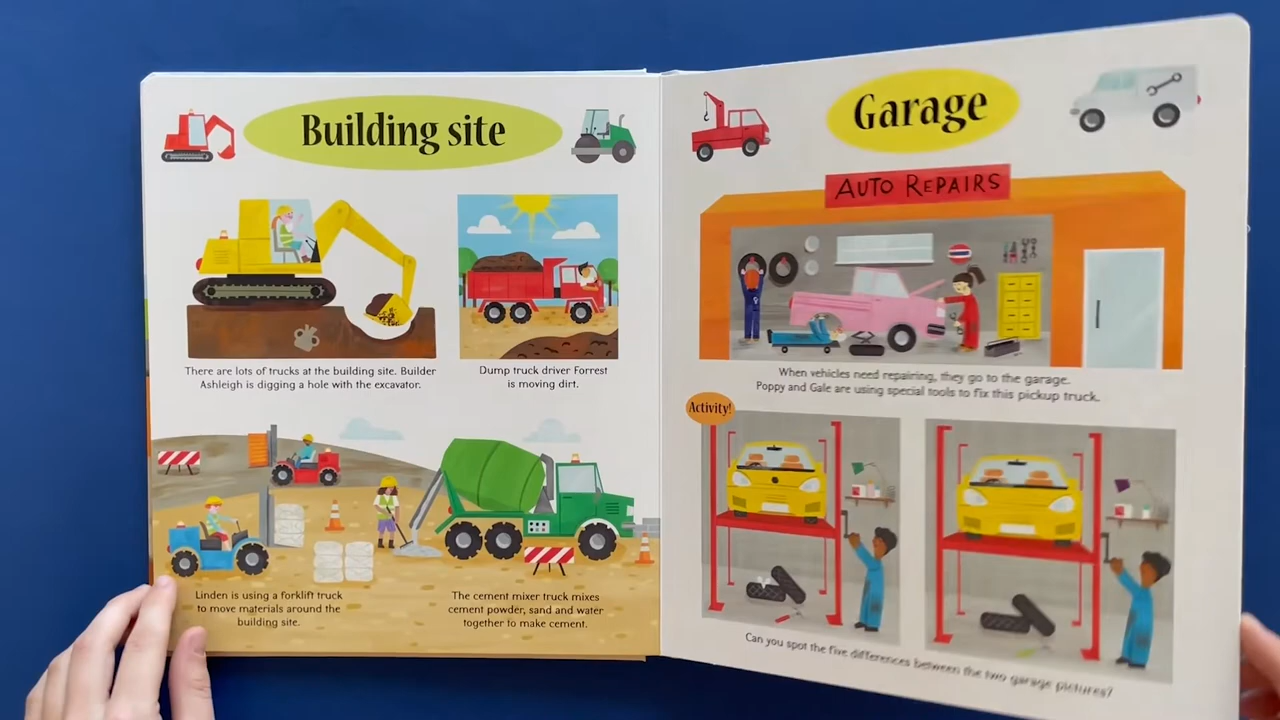 Building site
There are lots of trucks at the building site. Builder
Ashleigh is digging a hole with the excavator.
Dump truck driver Forrest
is moving dirt.
Linden is using a forklift truck
to move materials around the
building site.
The cement mixer truck mixes
cement powder, sand and water
together to make cement.
Garage
AUTO REPAIRS
When vehicles need repairing, they go to the garage.
Poppy and Gale are using special tools to fix this pickup truck.
Activity!
Can you spot the five differences between the two garage pictures?